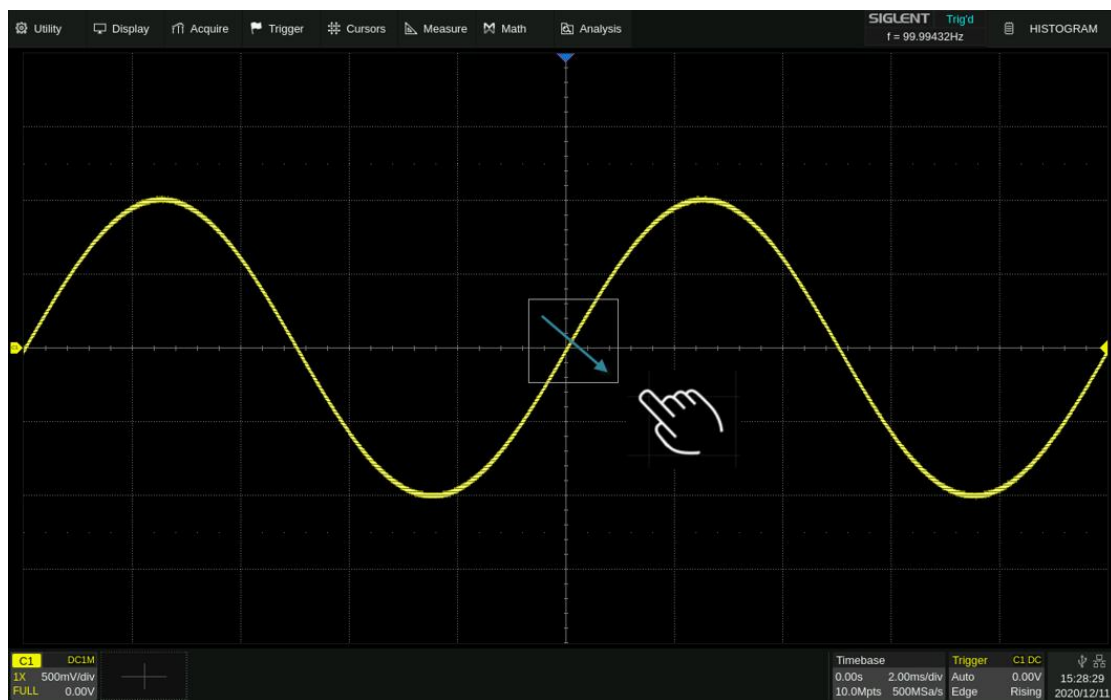 Utility Display Acquire Trigger Cursors Measure Math Analysis
SIGLENT Trig'd
f = 99.99432Hz
HISTOGRAM
C1 DC1M
1X 500mV/div
FULL 0.00V
Timebase
0.00s 2.00ms/div
10.0Mpts 500MSa/s
Trigger C1 DC
Auto 0.00V
Edge Rising
15:28:29
2020/12/11